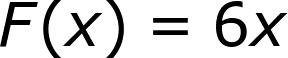 F(x) = 6x